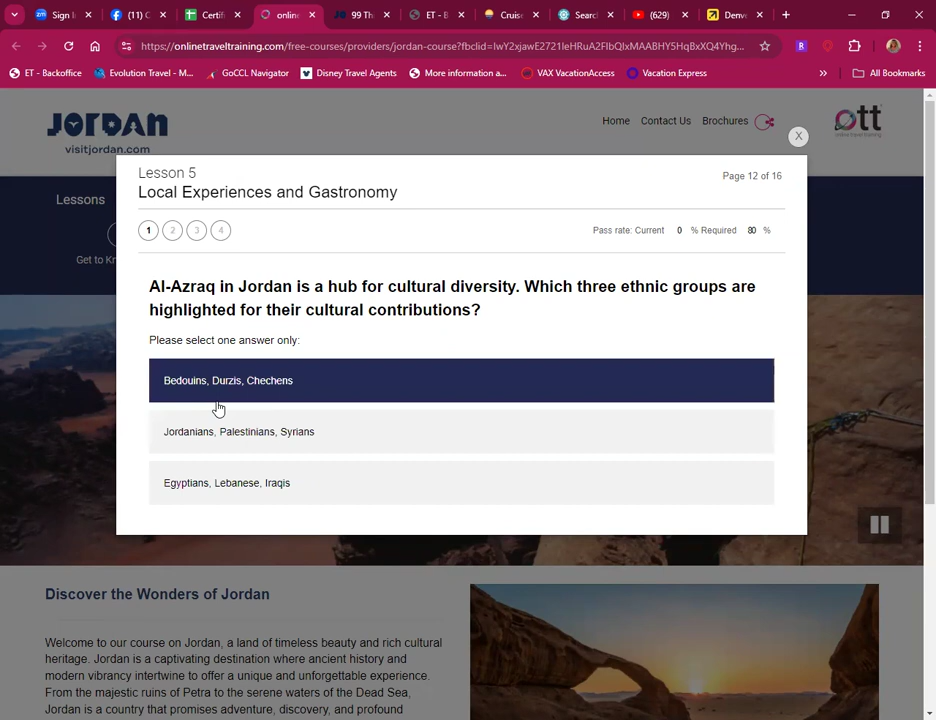 Sign I
(11) C
Certif
online
99 Th
ET - B
Cruise
Searc
(629)
Denve
https://onlinetraveltraining.com/free-courses/providers/jordan-course?fbclid=IwY2xjawE2721leHRuA2FlbQIxMAABHY5HqBxXQ4Yhg...
ET - Backoffice
Evolution Travel - M...
GoCCL Navigator
Disney Travel Agents
More information a...
VAX VacationAccess
Vacation Express
»
All Bookmarks
JORDAN
visitjordan.com
Home
Contact Us
Brochures
ott
X
Lessons
Get to Kn
Lesson 5
Page 12 of 16
Local Experiences and Gastronomy
1 2 3 4
Pass rate: Current 0 % Required 80 %
Al-Azraq in Jordan is a hub for cultural diversity. Which three ethnic groups are
highlighted for their cultural contributions?
Please select one answer only:
Bedouins, Durzis, Chechens
Jordanians, Palestinians, Syrians
Egyptians, Lebanese, Iraqis
Discover the Wonders of Jordan
Welcome to our course on Jordan, a land of timeless beauty and rich cultural
heritage. Jordan is a captivating destination where ancient history and
modern vibrancy intertwine to offer a unique and unforgettable experience.
From the majestic ruins of Petra to the serene waters of the Dead Sea,
Jordan is a country that promises adventure, discovery, and profound